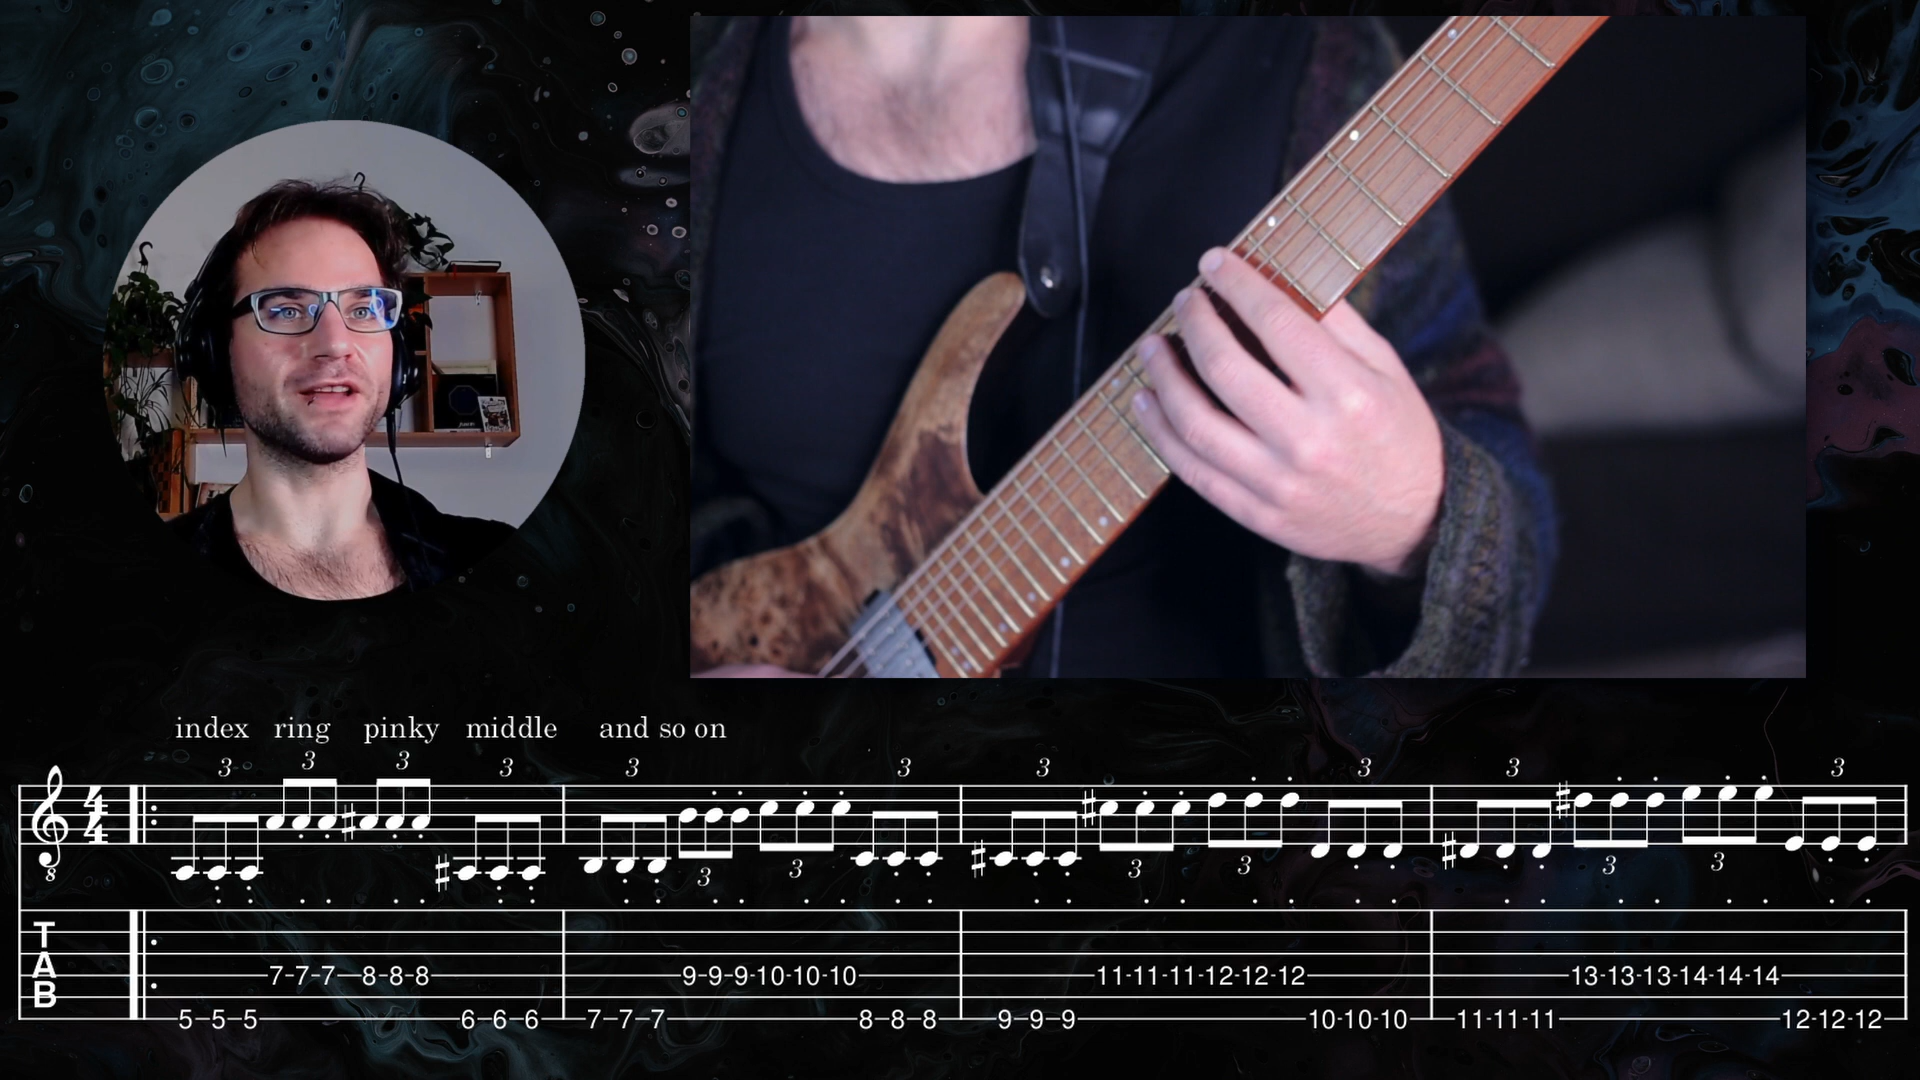 index ring pinky middle and so on
3 3 3 3 3 3 3 3 3 3
4
4
8
3 3 3 3 3 3
T
A
B
7-7-7 8-8-8 9-9-9-10-10-10 11-11-11-12-12-12 13-13-13-14-14-14
5-5-5 6-6-6 7-7-7 8-8-8 9-9-9 10-10-10 11-11-11 12-12-12